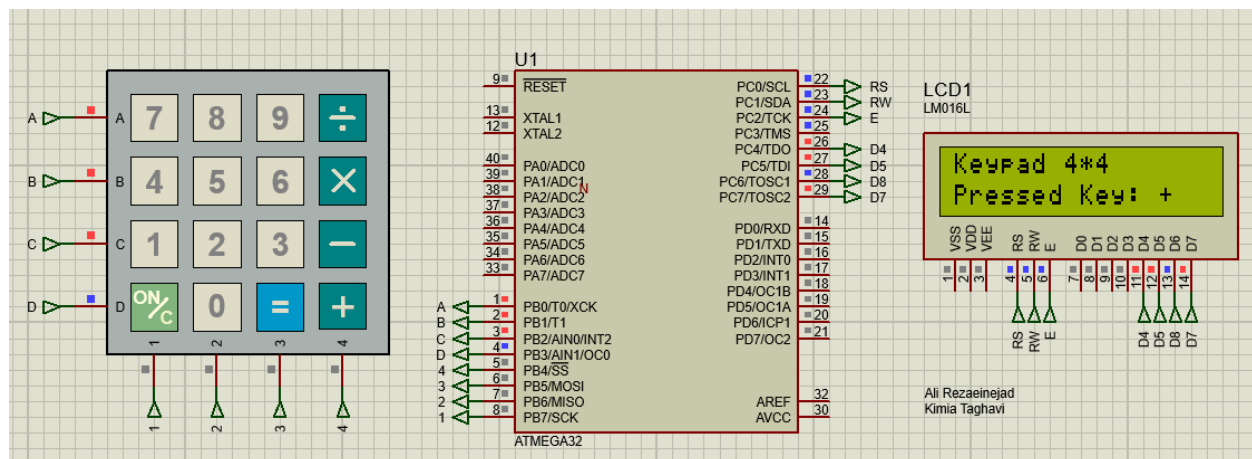 A A 7 8 9 ÷
B B 4 5 6 ×
C C 1 2 3 −
D D ON/C 0 = +
1 2 3 4
1 2 3 4
U1
9 RESET
13 XTAL1
12 XTAL2
40 PA0/ADC0
39 PA1/ADC1
38 PA2/ADC2
37 PA3/ADC3
36 PA4/ADC4
35 PA5/ADC5
34 PA6/ADC6
33 PA7/ADC7
A 1 PB0/T0/XCK
B 2 PB1/T1
C 3 PB2/AIN0/INT2
D 4 PB3/AIN1/OC0
4 5 PB4/SS
3 6 PB5/MOSI
2 7 PB6/MISO
1 8 PB7/SCK
PC0/SCL 22 RS
PC1/SDA 23 RW
PC2/TCK 24 E
PC3/TMS 25
PC4/TDO 26 D4
PC5/TDI 27 D5
PC6/TOSC1 28 D8
PC7/TOSC2 29 D7
PD0/RXD 14
PD1/TXD 15
PD2/INT0 16
PD3/INT1 17
PD4/OC1B 18
PD5/OC1A 19
PD6/ICP1 20
PD7/OC2 21
AREF 32
AVCC 30
ATMEGA32
N
LCD1
LM016L
Keypad 4*4
Pressed Key: +
VSS VDD VEE RS RW E D0 D1 D2 D3 D4 D5 D6 D7
1 2 3 4 5 6 7 8 9 10 11 12 13 14
RS RW E D4 D5 D8 D7
Ali Rezaeinejad
Kimia Taghavi